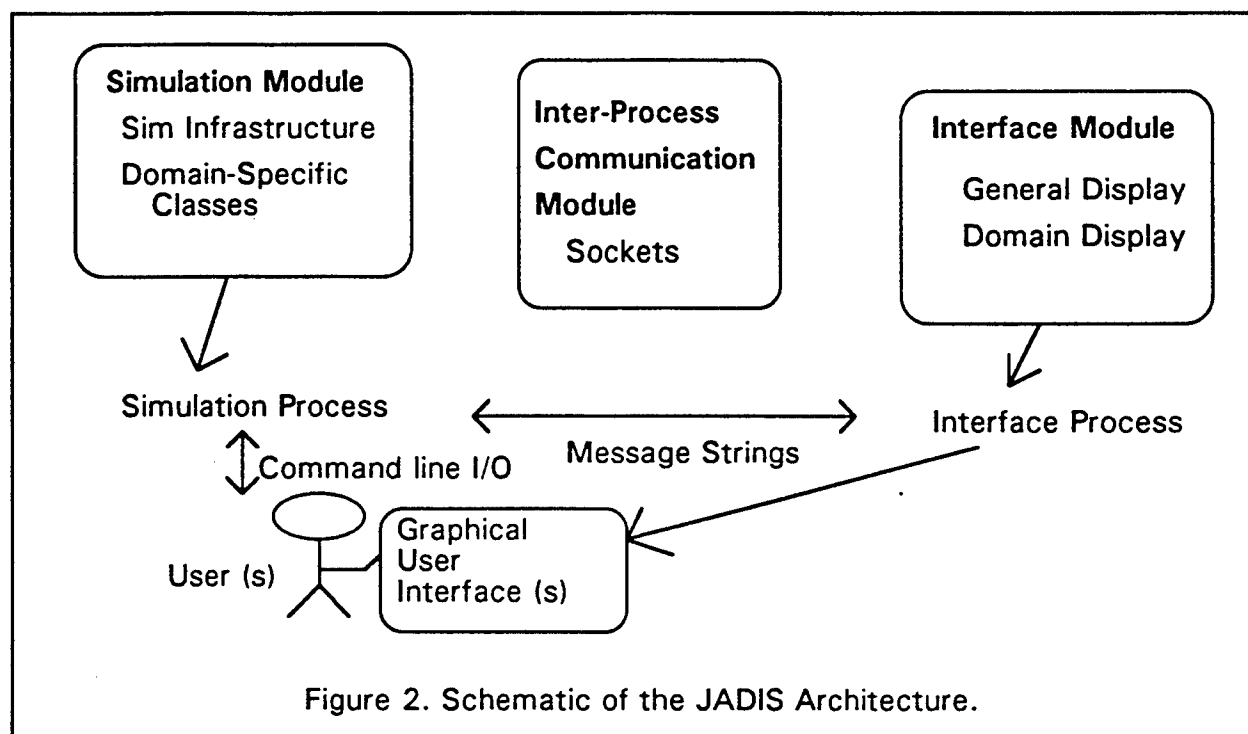 Simulation Module
Sim Infrastructure
Domain-Specific
Classes
Inter-Process
Communication
Module
Sockets
Interface Module
General Display
Domain Display
Simulation Process
Message Strings
Interface Process
Command line I/O
User (s)
Graphical
User
Interface (s)
Figure 2. Schematic of the JADIS Architecture.